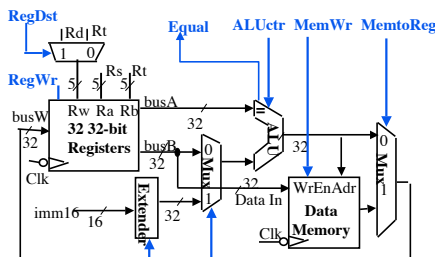 RegDst
Equal
ALUctr
MemWr
MemtoReg
Rd Rt
1 0
RegWr
5
5
Rs
5
Rt
busW
32
Rw Ra Rb
32 32-bit
Registers
Clk
busA
32
busB
32
0
Mux
1
=
ALU
32
32
0
Mux
1
imm16
16
Extender
32
Data In
WrEn Adr
Data
Memory
Clk